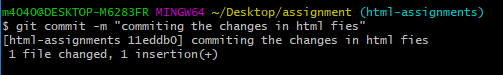 m4040@DESKTOP-M6283FR MINGW64 ~/Desktop/assignment (html-assignments)
$ git commit -m "commiting the changes in html fies"
[html-assignments 11eddb0] commiting the changes in html fies
 1 file changed, 1 insertion(+)